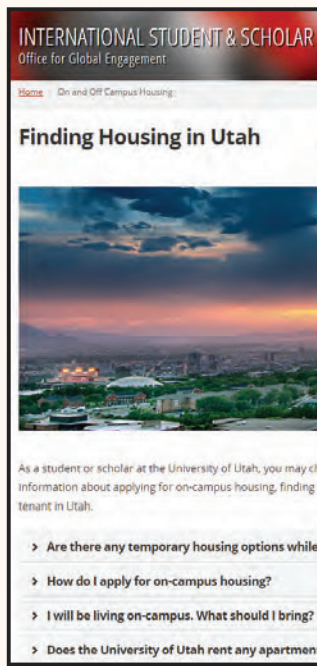 INTERNATIONAL STUDENT & SCHOLAR
Office for Global Engagement
Home On and Off Campus Housing
Finding Housing in Utah
As a student or scholar at the University of Utah, you may
Information about applying for on-campus housing, finding
tenant in Utah.
> Are there any temporary housing options while
> How do I apply for on-campus housing?
> I will be living on-campus. What should I bring?
> Does the University of Utah rent any